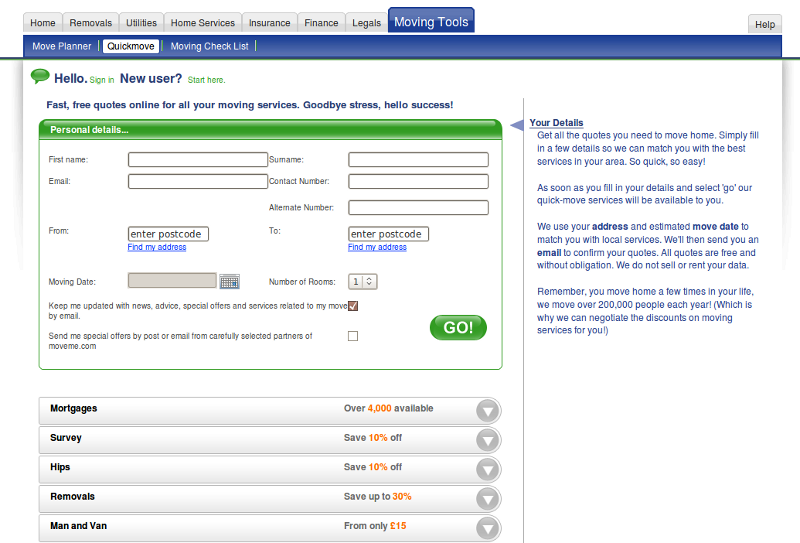 Home Removals Utilities Home Services Insurance Finance Legals Moving Tools Help
Move Planner Quickmove Moving Check List
Hello. Sign in New user? Start here.
Fast, free quotes online for all your moving services. Goodbye stress, hello success!
Personal details...
First name: Surname:
Email: Contact Number:
Alternate Number:
From: enter postcode To: enter postcode
Find my address Find my address
Moving Date: Number of Rooms: 1
Keep me updated with news, advice, special offers and services related to my move
by email.
Send me special offers by post or email from carefully selected partners of
moveme.com
GO!
Mortgages Over 4,000 available
Survey Save 10% off
Hips Save 10% off
Removals Save up to 30%
Man and Van From only £15
Your Details
Get all the quotes you need to move home. Simply fill
in a few details so we can match you with the best
services in your area. So quick, so easy!
As soon as you fill in your details and select 'go' our
quick-move services will be available to you.
We use your address and estimated move date to
match you with local services. We'll then send you an
email to confirm your quotes. All quotes are free and
without obligation. We do not sell or rent your data.
Remember, you move home a few times in your life,
we move over 200,000 people each year! (Which is
why we can negotiate the discounts on moving
services for you!)